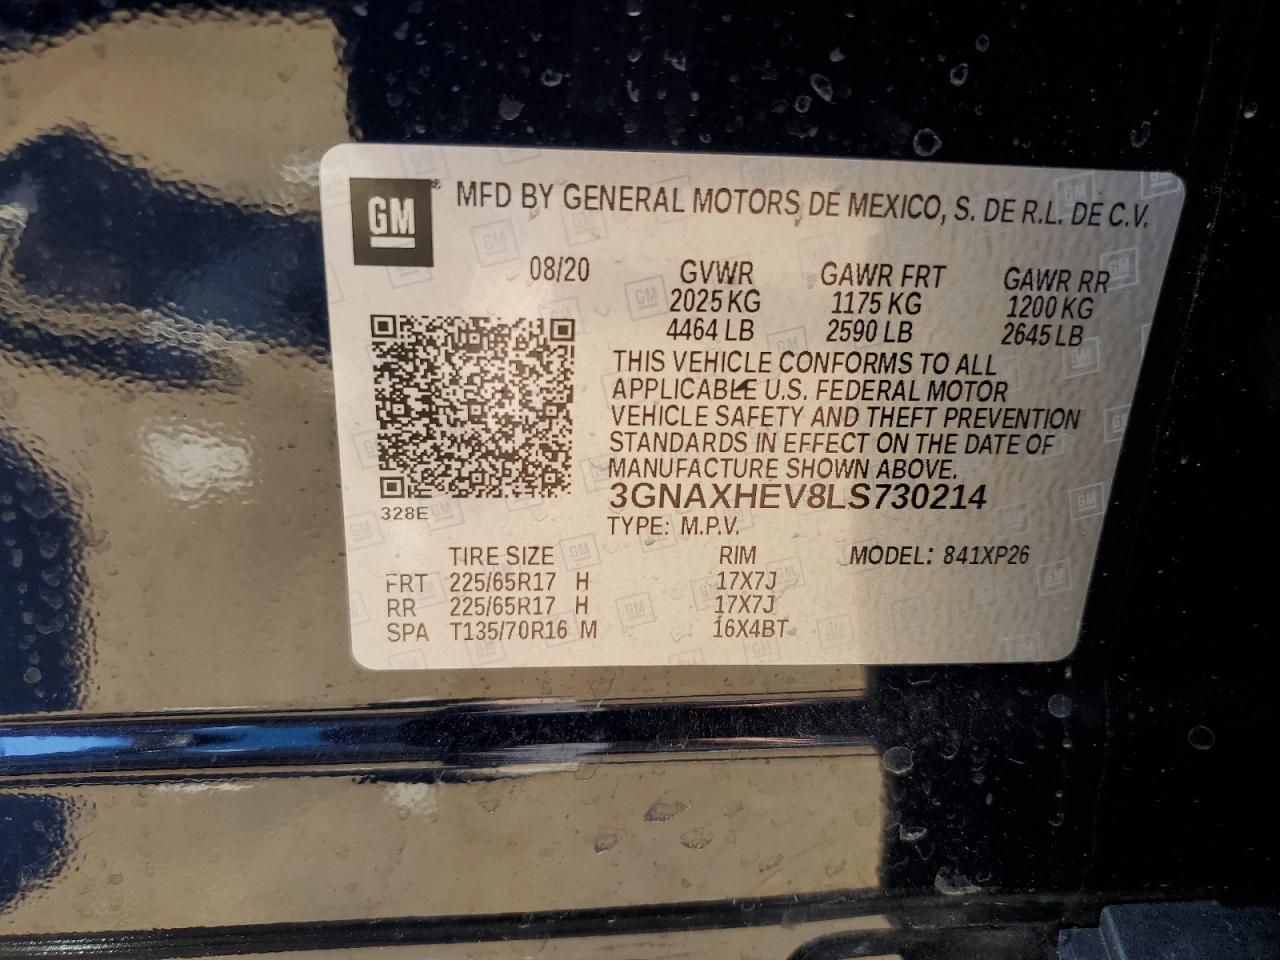 GM® MFD BY GENERAL MOTORS DE MEXICO, S. DE R.L. DE C.V.
08/20 GVWR GAWR FRT GAWR RR
2025 KG 1175 KG 1200 KG
4464 LB 2590 LB 2645 LB
THIS VEHICLE CONFORMS TO ALL
APPLICABLE U.S. FEDERAL MOTOR
VEHICLE SAFETY AND THEFT PREVENTION
STANDARDS IN EFFECT ON THE DATE OF
MANUFACTURE SHOWN ABOVE.
3GNAXHEV8LS730214
328E
TYPE: M.P.V.
TIRE SIZE RIM MODEL: 841XP26
FRT 225/65R17 H 17X7J
RR 225/65R17 H 17X7J
SPA T135/70R16 M 16X4BT